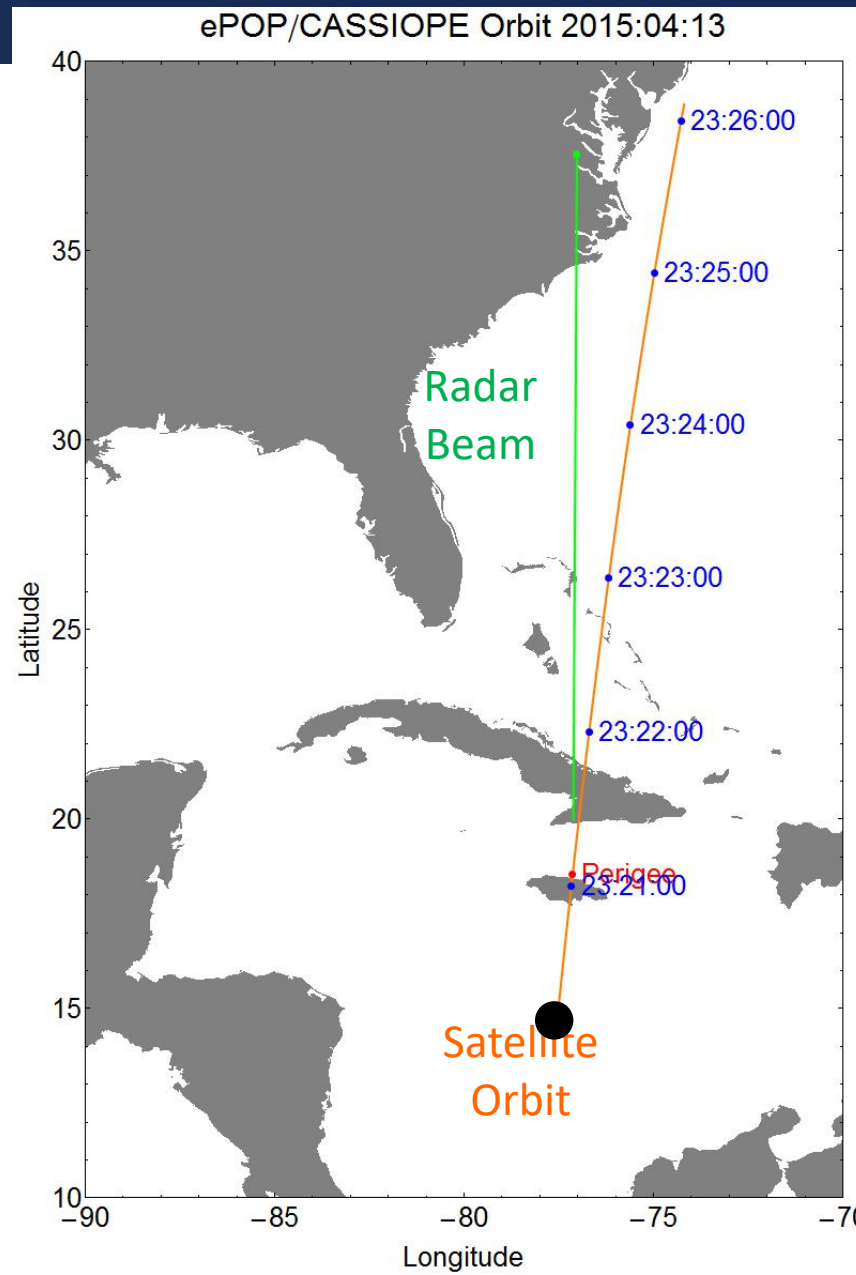 ePOP/CASSIOPE Orbit 2015:04:13
40
23:26:00
35
23:25:00
Radar
Beam
30
23:24:00
23:23:00
Latitude
25
23:22:00
20
Perigee
23:21:00
15
Satellite
Orbit
10
−90
−85
−80
−75
−70
Longitude